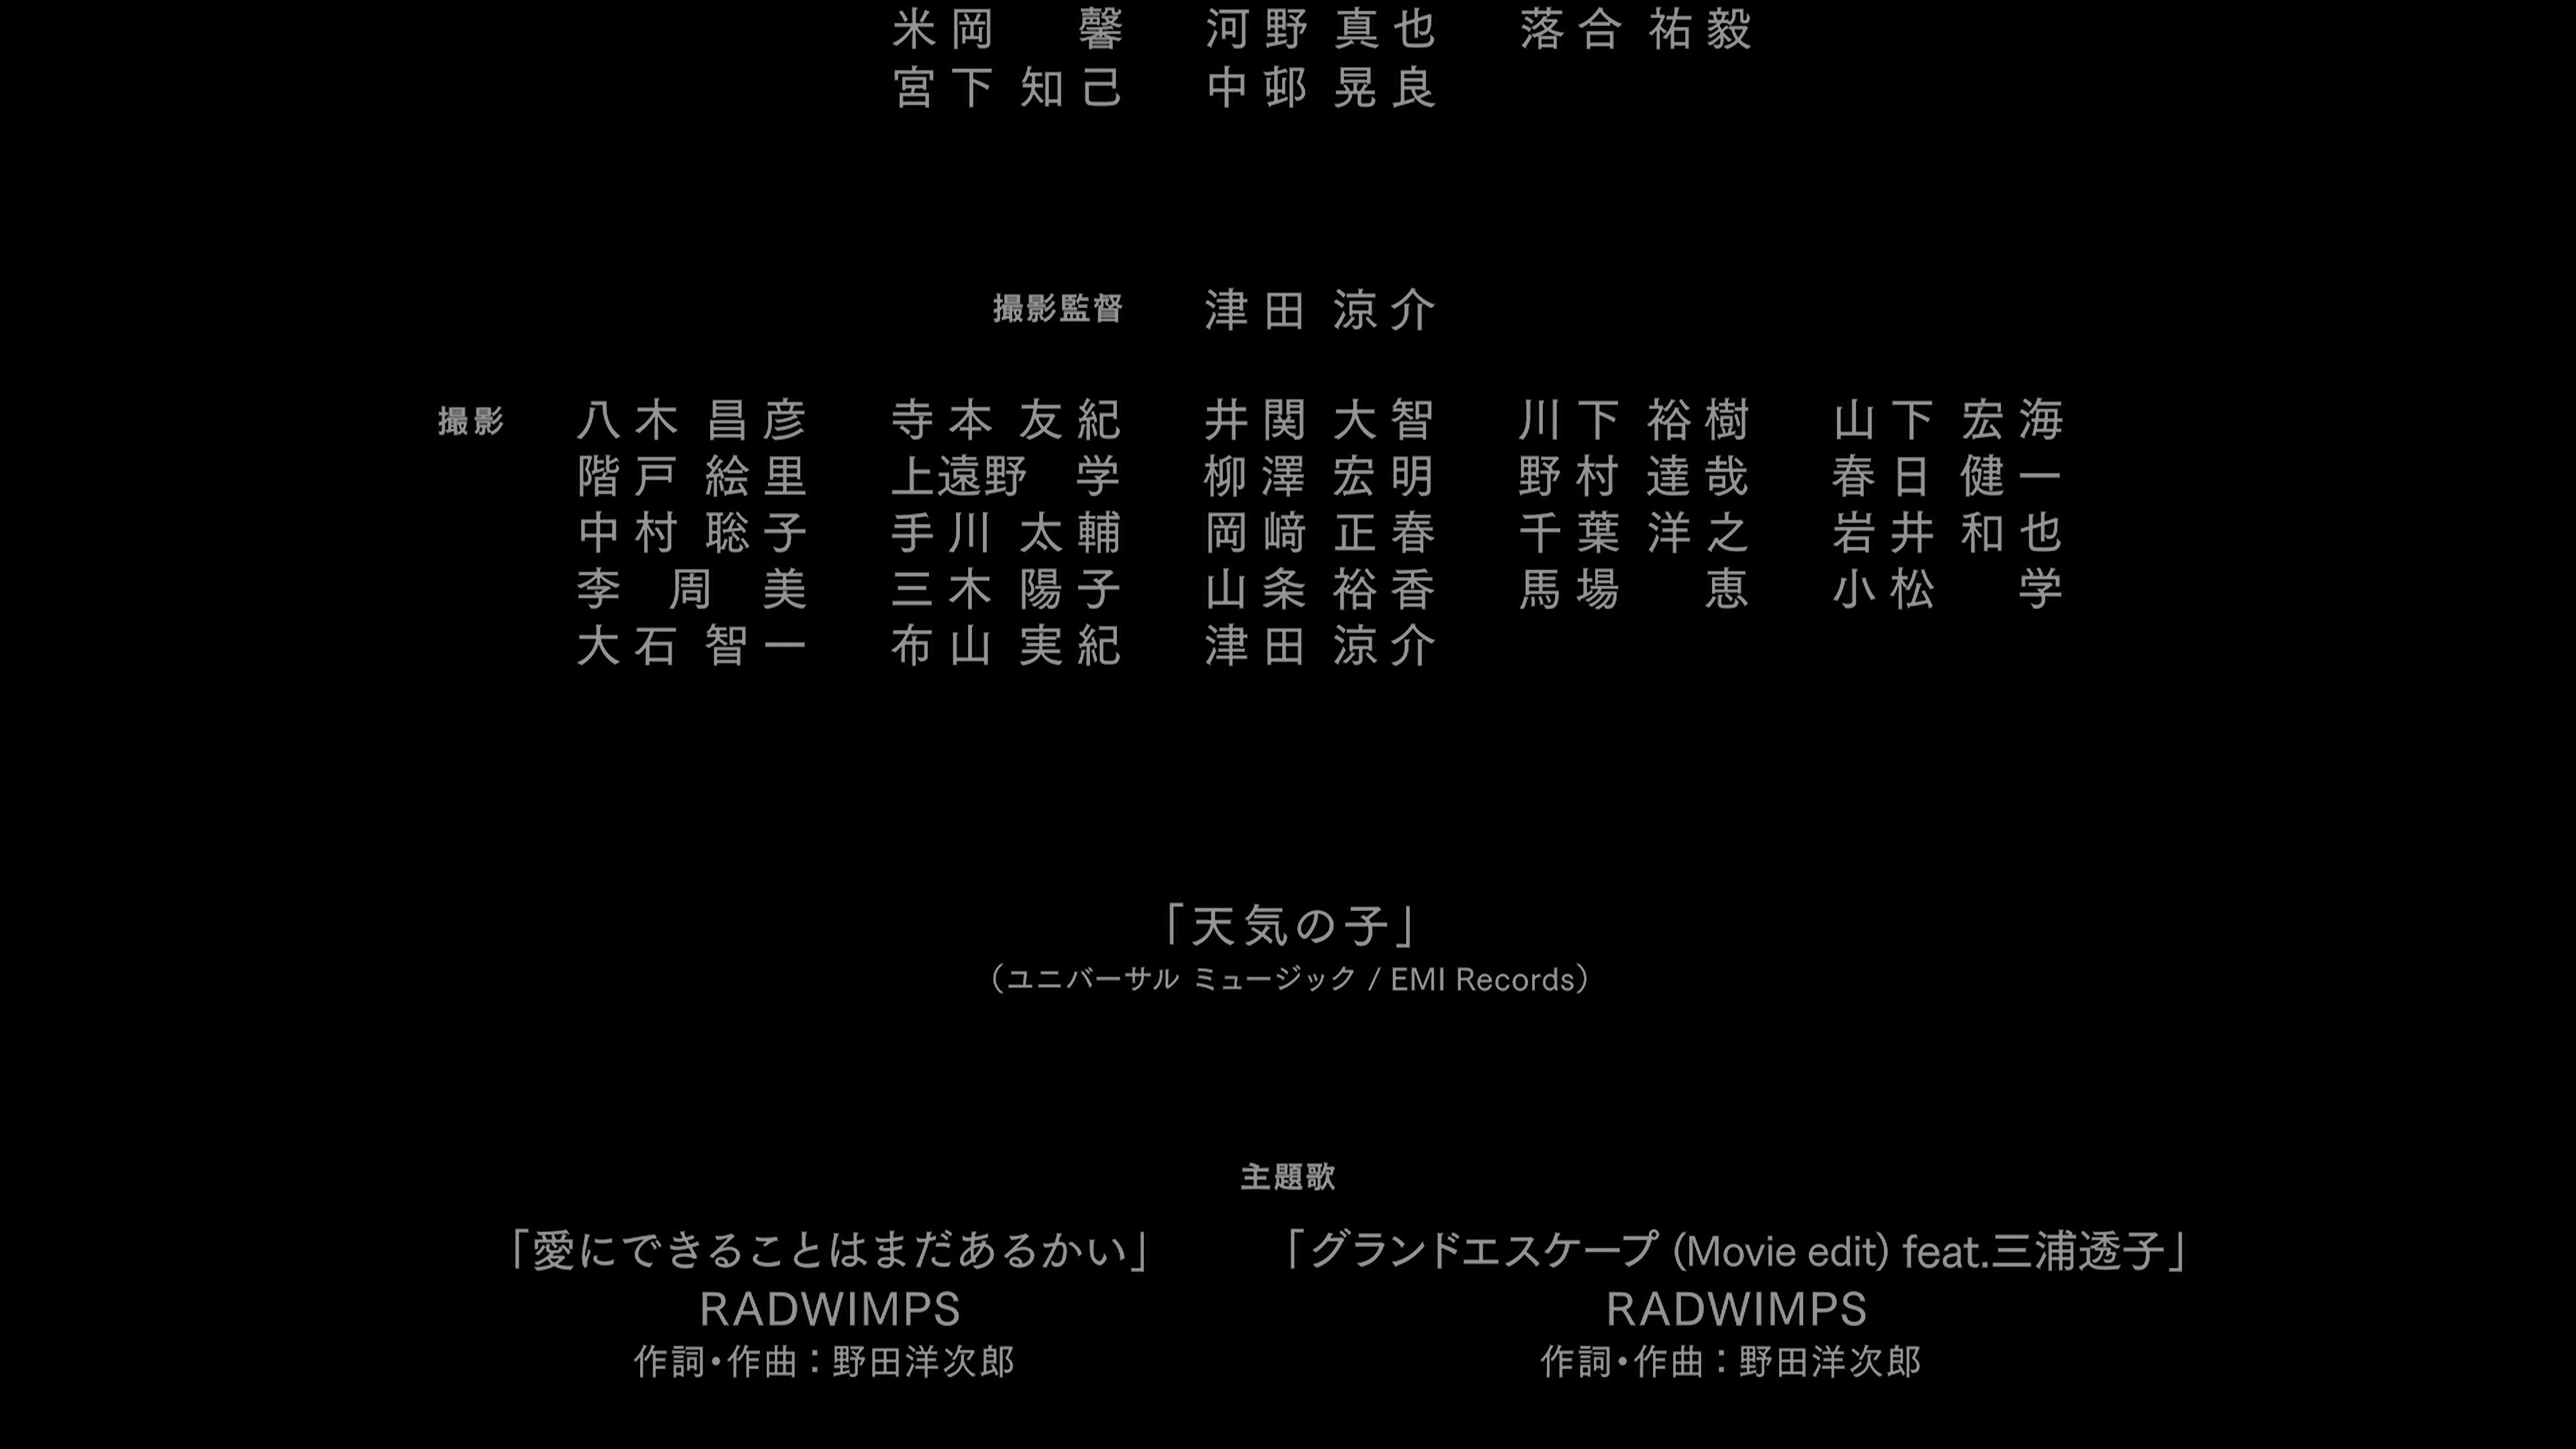 米岡 馨 河野 真也 落合 祐毅
宮下 知己 中邨 晃良
撮影監督 津田 涼介
撮影 八木 昌彦 寺本 友紀 井関 大智 川下 裕樹 山下 宏海
階戸 絵里 上遠野 学 柳澤 宏明 野村 達哉 春日 健一
中村 聡子 手川 太輔 岡﨑 正春 千葉 洋之 岩井 和也
李 周 美 三木 陽子 山条 裕香 馬場 恵 小松 学
大石 智一 布山 実紀 津田 涼介
「天気の子」
（ユニバーサル ミュージック / EMI Records）
主題歌
「愛にできることはまだあるかい」 「グランドエスケープ (Movie edit) feat.三浦透子」
RADWIMPS RADWIMPS
作詞・作曲：野田洋次郎 作詞・作曲：野田洋次郎